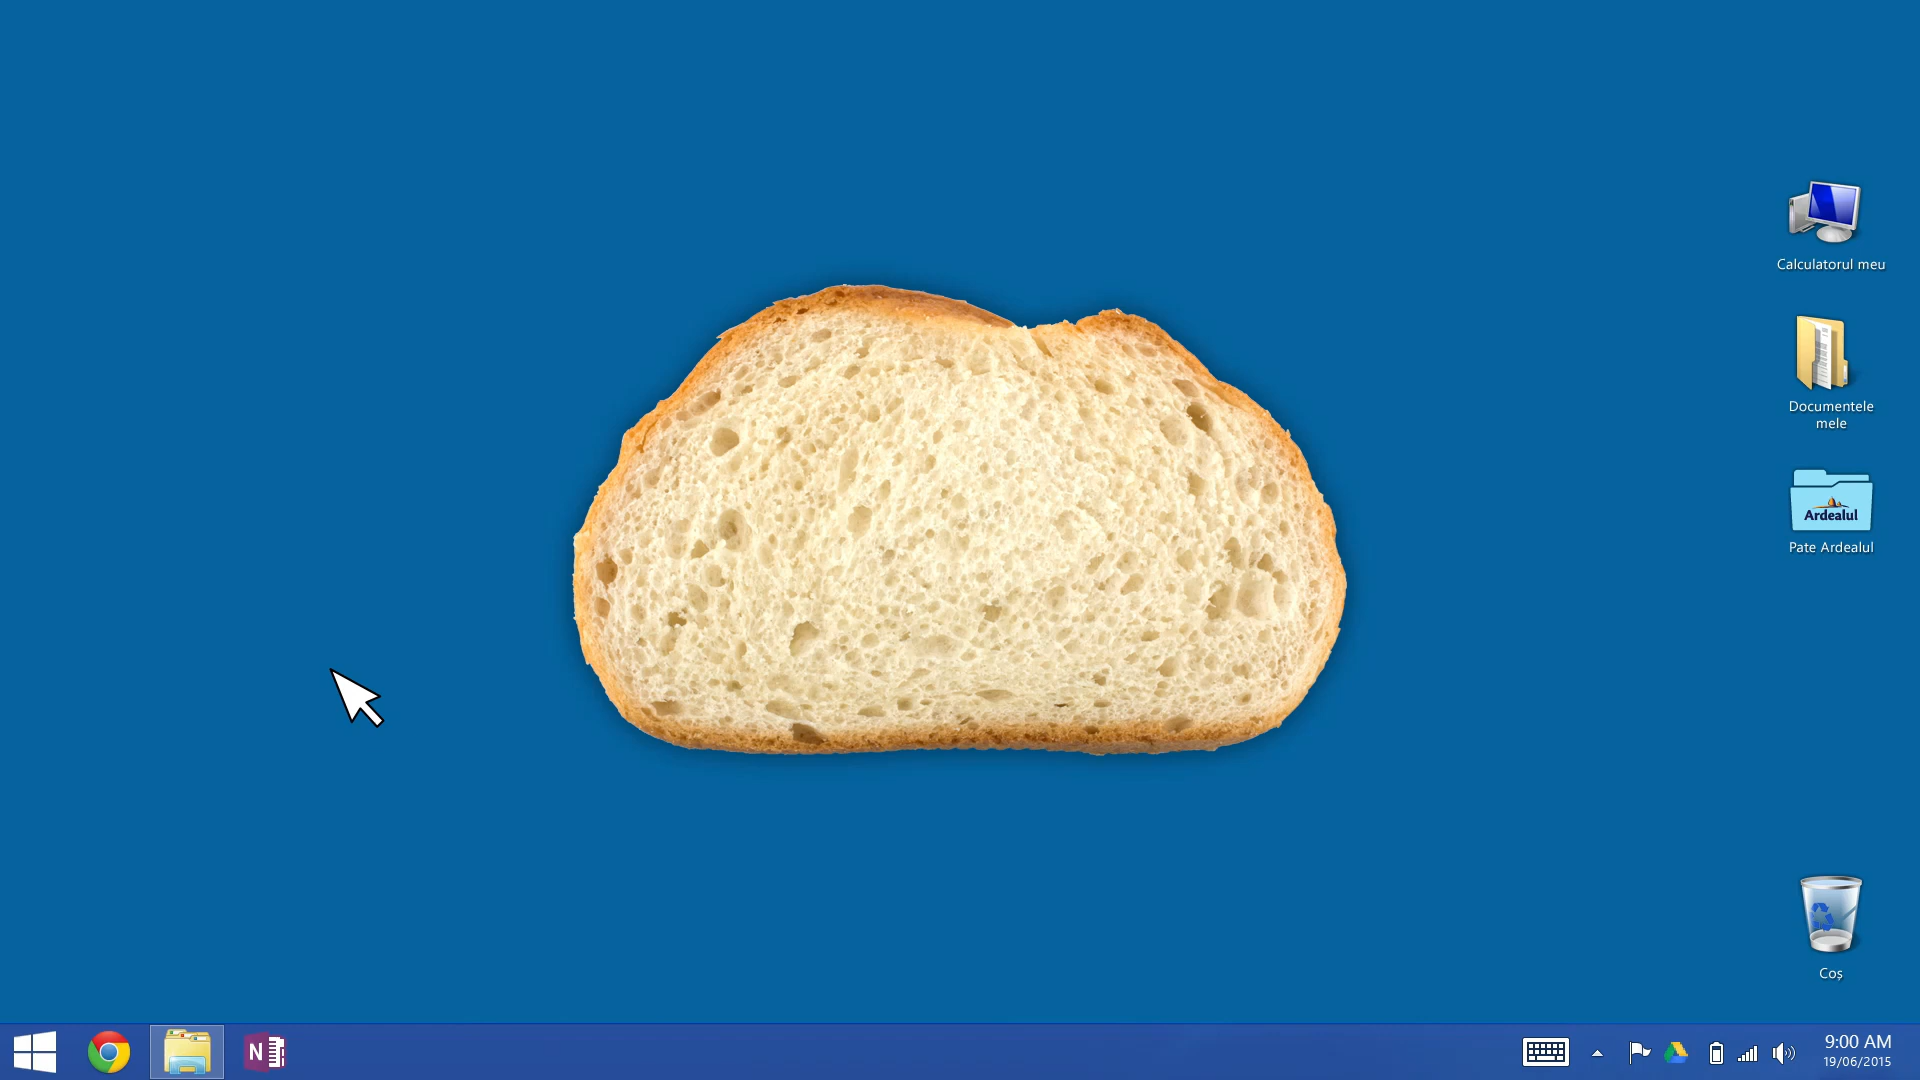 Calculatorul meu
Documentele
mele
Ardealul
Pate Ardealul
Coș
N
9:00 AM
19/06/2015